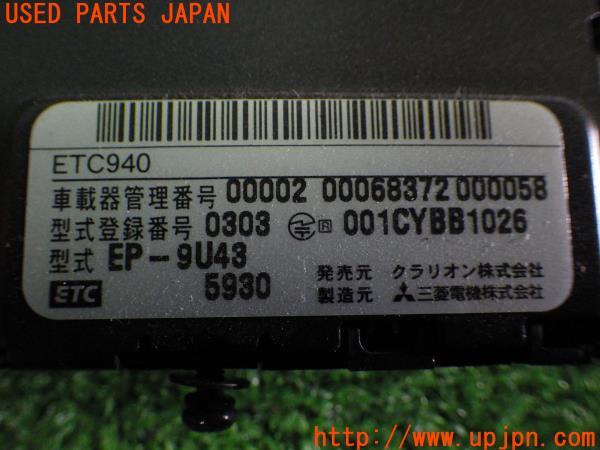 USED PARTS JAPAN
ETC940
車載器管理番号 00002 00068372 000058
型式登録番号 0303 R 001CYBB1026
型式 EP-9U43
ETC 5930
発売元 クラリオン株式会社
製造元 三菱電機株式会社
(C)UPJ http://www.upjpn.com/